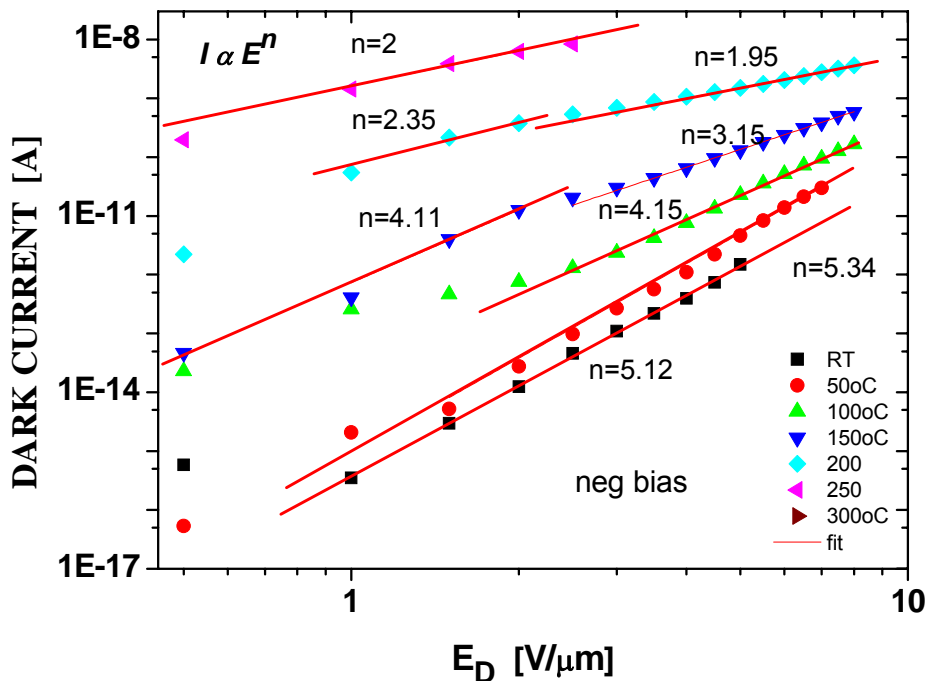 1E-8
1E-11
1E-14
1E-17
DARK CURRENT [A]
I α Eⁿ
n=2
n=1.95
n=2.35
n=3.15
n=4.11
n=4.15
n=5.34
n=5.12
neg bias
RT
50oC
100oC
150oC
200
250
300oC
fit
1
10
E_D [V/μm]